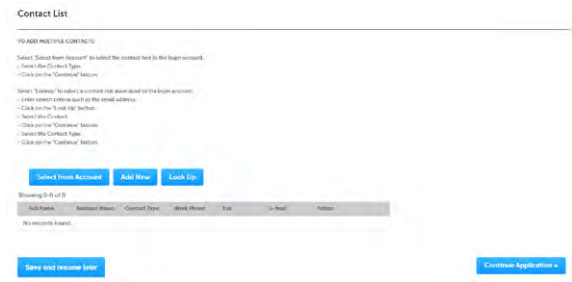 Contact List
TO ADD MULTIPLE CONTACTS:
Select "Select from Account" to select the contact tied to the login account.
- Select the Contact Type.
- Click on the "Continue" button.
Select "Lookup" to select a contact not associated to the login account.
- Enter search criteria such as the email address.
- Click on the "Look Up" button.
- Select the Contact
- Click on the "Continue" button.
- Select the Contact Type.
- Click on the "Continue" button.
Select from Account Add New Look Up
Showing 0-0 of 0
Full Name Business Name Contact Type Work Phone Fax E-mail Action
No records found.
Save and resume later Continue Application »